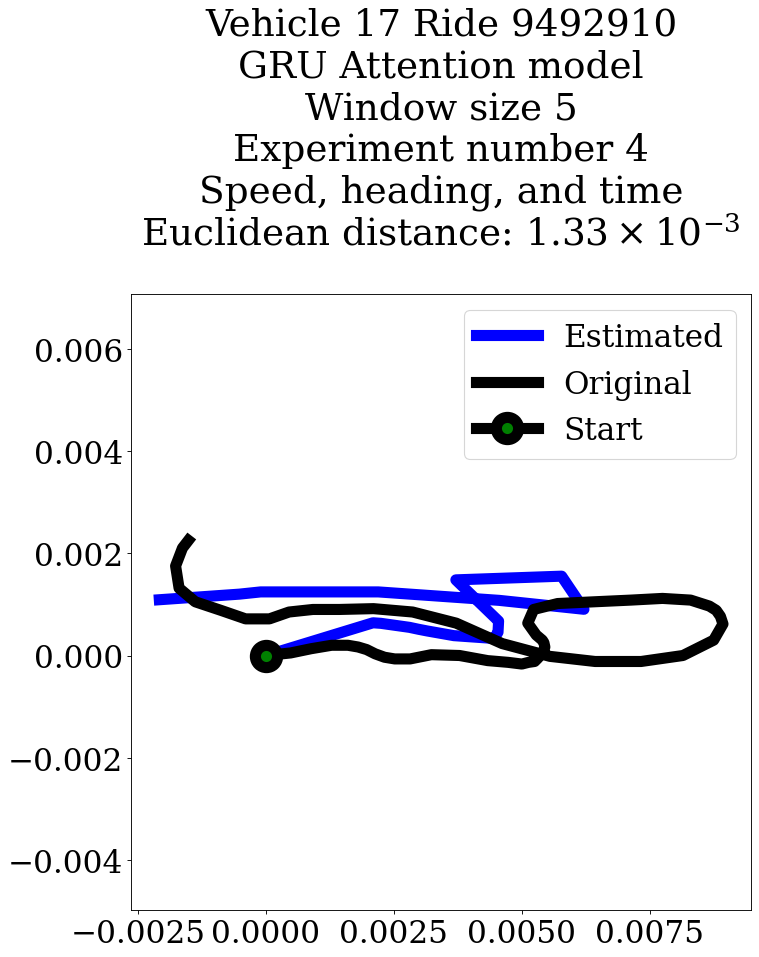 Vehicle 17 Ride 9492910
GRU Attention model
Window size 5
Experiment number 4
Speed, heading, and time
Euclidean distance: 1.33 × 10⁻³
Estimated
Original
Start
0.006
0.004
0.002
0.000
−0.002
−0.004
−0.0025 0.0000 0.0025 0.0050 0.0075